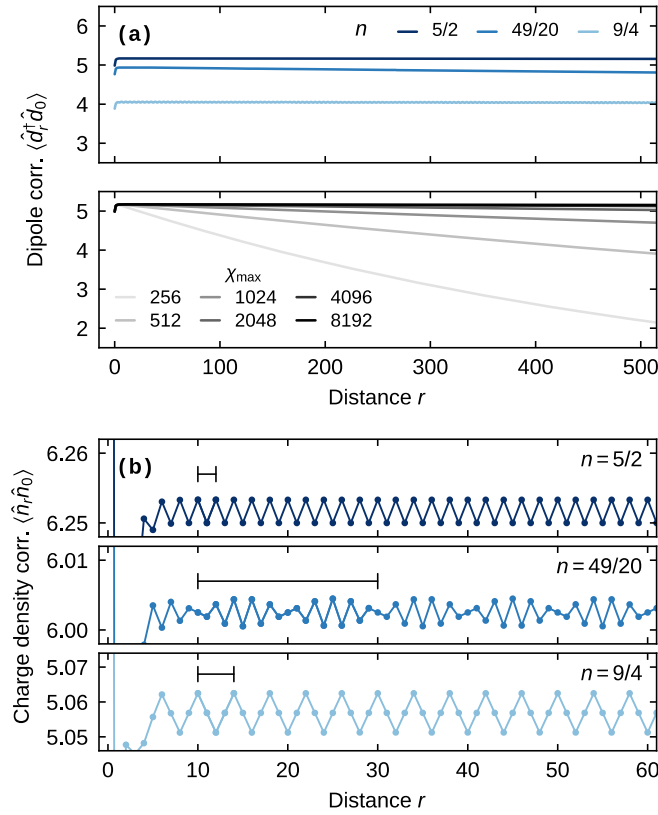 (a)
n 5/2 49/20 9/4
6
5
4
3
Dipole corr. ⟨d̂†ᵣd̂₀⟩
5
4
3
2
χmax
256 1024 4096
512 2048 8192
0 100 200 300 400 500
Distance r
(b)
n = 5/2
6.26
6.25
n = 49/20
6.01
6.00
n = 9/4
5.07
5.06
5.05
Charge density corr. ⟨n̂ᵣn̂₀⟩
0 10 20 30 40 50 60
Distance r